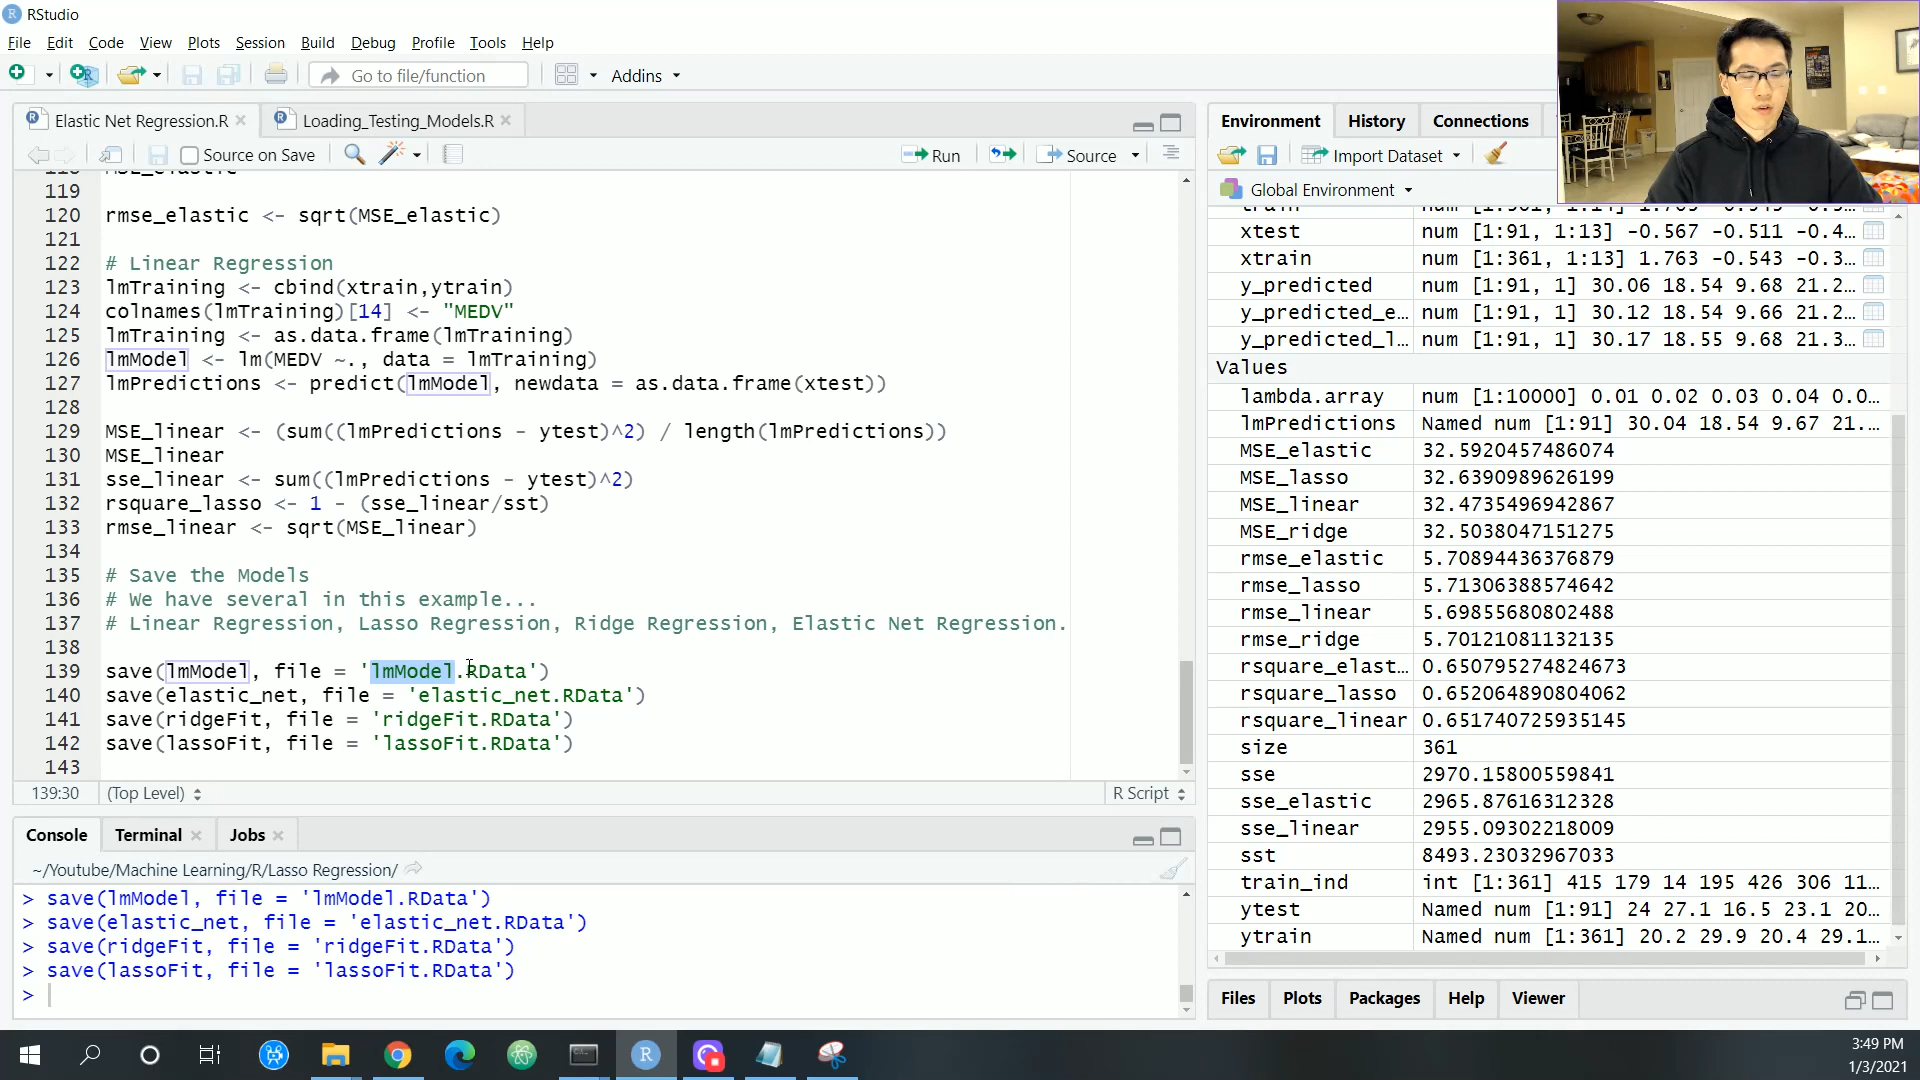 RStudio
File Edit Code View Plots Session Build Debug Profile Tools Help
Go to file/function Addins
Elastic Net Regression.R Loading_Testing_Models.R
Source on Save Run Source
119
120 rmse_elastic <- sqrt(MSE_elastic)
121
122 # Linear Regression
123 lmTraining <- cbind(xtrain,ytrain)
124 colnames(lmTraining)[14] <- "MEDV"
125 lmTraining <- as.data.frame(lmTraining)
126 lmModel <- lm(MEDV ~., data = lmTraining)
127 lmPredictions <- predict(lmModel, newdata = as.data.frame(xtest))
128
129 MSE_linear <- (sum((lmPredictions - ytest)^2) / length(lmPredictions))
130 MSE_linear
131 sse_linear <- sum((lmPredictions - ytest)^2)
132 rsquare_lasso <- 1 - (sse_linear/sst)
133 rmse_linear <- sqrt(MSE_linear)
134
135 # Save the Models
136 # We have several in this example...
137 # Linear Regression, Lasso Regression, Ridge Regression, Elastic Net Regression.
138
139 save(lmModel, file = 'lmModel.RData')
140 save(elastic_net, file = 'elastic_net.RData')
141 save(ridgeFit, file = 'ridgeFit.RData')
142 save(lassoFit, file = 'lassoFit.RData')
143
139:30 (Top Level) R Script
Console Terminal Jobs
~/Youtube/Machine Learning/R/Lasso Regression/
> save(lmModel, file = 'lmModel.RData')
> save(elastic_net, file = 'elastic_net.RData')
> save(ridgeFit, file = 'ridgeFit.RData')
> save(lassoFit, file = 'lassoFit.RData')
>
Environment History Connections
Import Dataset
Global Environment
xtest num [1:91, 1:13] -0.567 -0.511 -0.4…
xtrain num [1:361, 1:13] 1.763 -0.543 -0.3…
y_predicted num [1:91, 1] 30.06 18.54 9.68 21.2…
y_predicted_e… num [1:91, 1] 30.12 18.54 9.66 21.2…
y_predicted_l… num [1:91, 1] 30.17 18.55 9.68 21.3…
Values
lambda.array num [1:10000] 0.01 0.02 0.03 0.04 0.0…
lmPredictions Named num [1:91] 30.04 18.54 9.67 21.…
MSE_elastic 32.5920457486074
MSE_lasso 32.6390989626199
MSE_linear 32.4735496942867
MSE_ridge 32.5038047151275
rmse_elastic 5.70894436376879
rmse_lasso 5.71306388574642
rmse_linear 5.69855680802488
rmse_ridge 5.70121081132135
rsquare_elast… 0.650795274824673
rsquare_lasso 0.652064890804062
rsquare_linear 0.651740725935145
size 361
sse 2970.15800559841
sse_elastic 2965.87616312328
sse_linear 2955.09302218009
sst 8493.23032967033
train_ind int [1:361] 415 179 14 195 426 306 11…
ytest Named num [1:91] 24 27.1 16.5 23.1 20…
ytrain Named num [1:361] 20.2 29.9 20.4 29.1…
Files Plots Packages Help Viewer
3:49 PM
1/3/2021